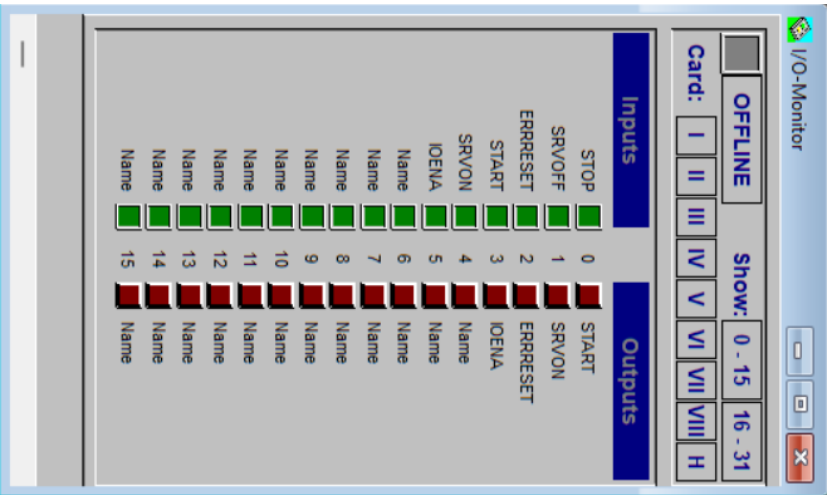 I/O-Monitor
OFFLINE Show: 0 - 15 16 - 31
Card: I II III IV V VI VII VIII H
Inputs Outputs
STOP 0 START
SRVOFF 1 SRVON
ERRRESET 2 ERRRESET
START 3 IOENA
SRVON 4 Name
IOENA 5 Name
Name 6 Name
Name 7 Name
Name 8 Name
Name 9 Name
Name 10 Name
Name 11 Name
Name 12 Name
Name 13 Name
Name 14 Name
Name 15 Name